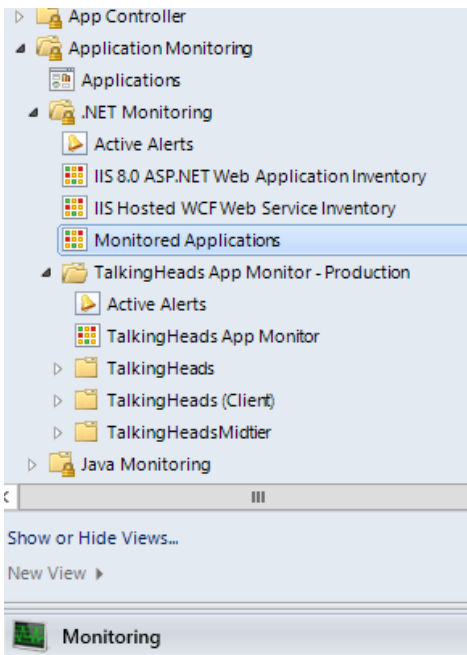 App Controller
Application Monitoring
Applications
.NET Monitoring
Active Alerts
IIS 8.0 ASP.NET Web Application Inventory
IIS Hosted WCF Web Service Inventory
Monitored Applications
TalkingHeads App Monitor - Production
Active Alerts
TalkingHeads App Monitor
TalkingHeads
TalkingHeads (Client)
TalkingHeadsMidtier
Java Monitoring
Show or Hide Views...
New View
Monitoring